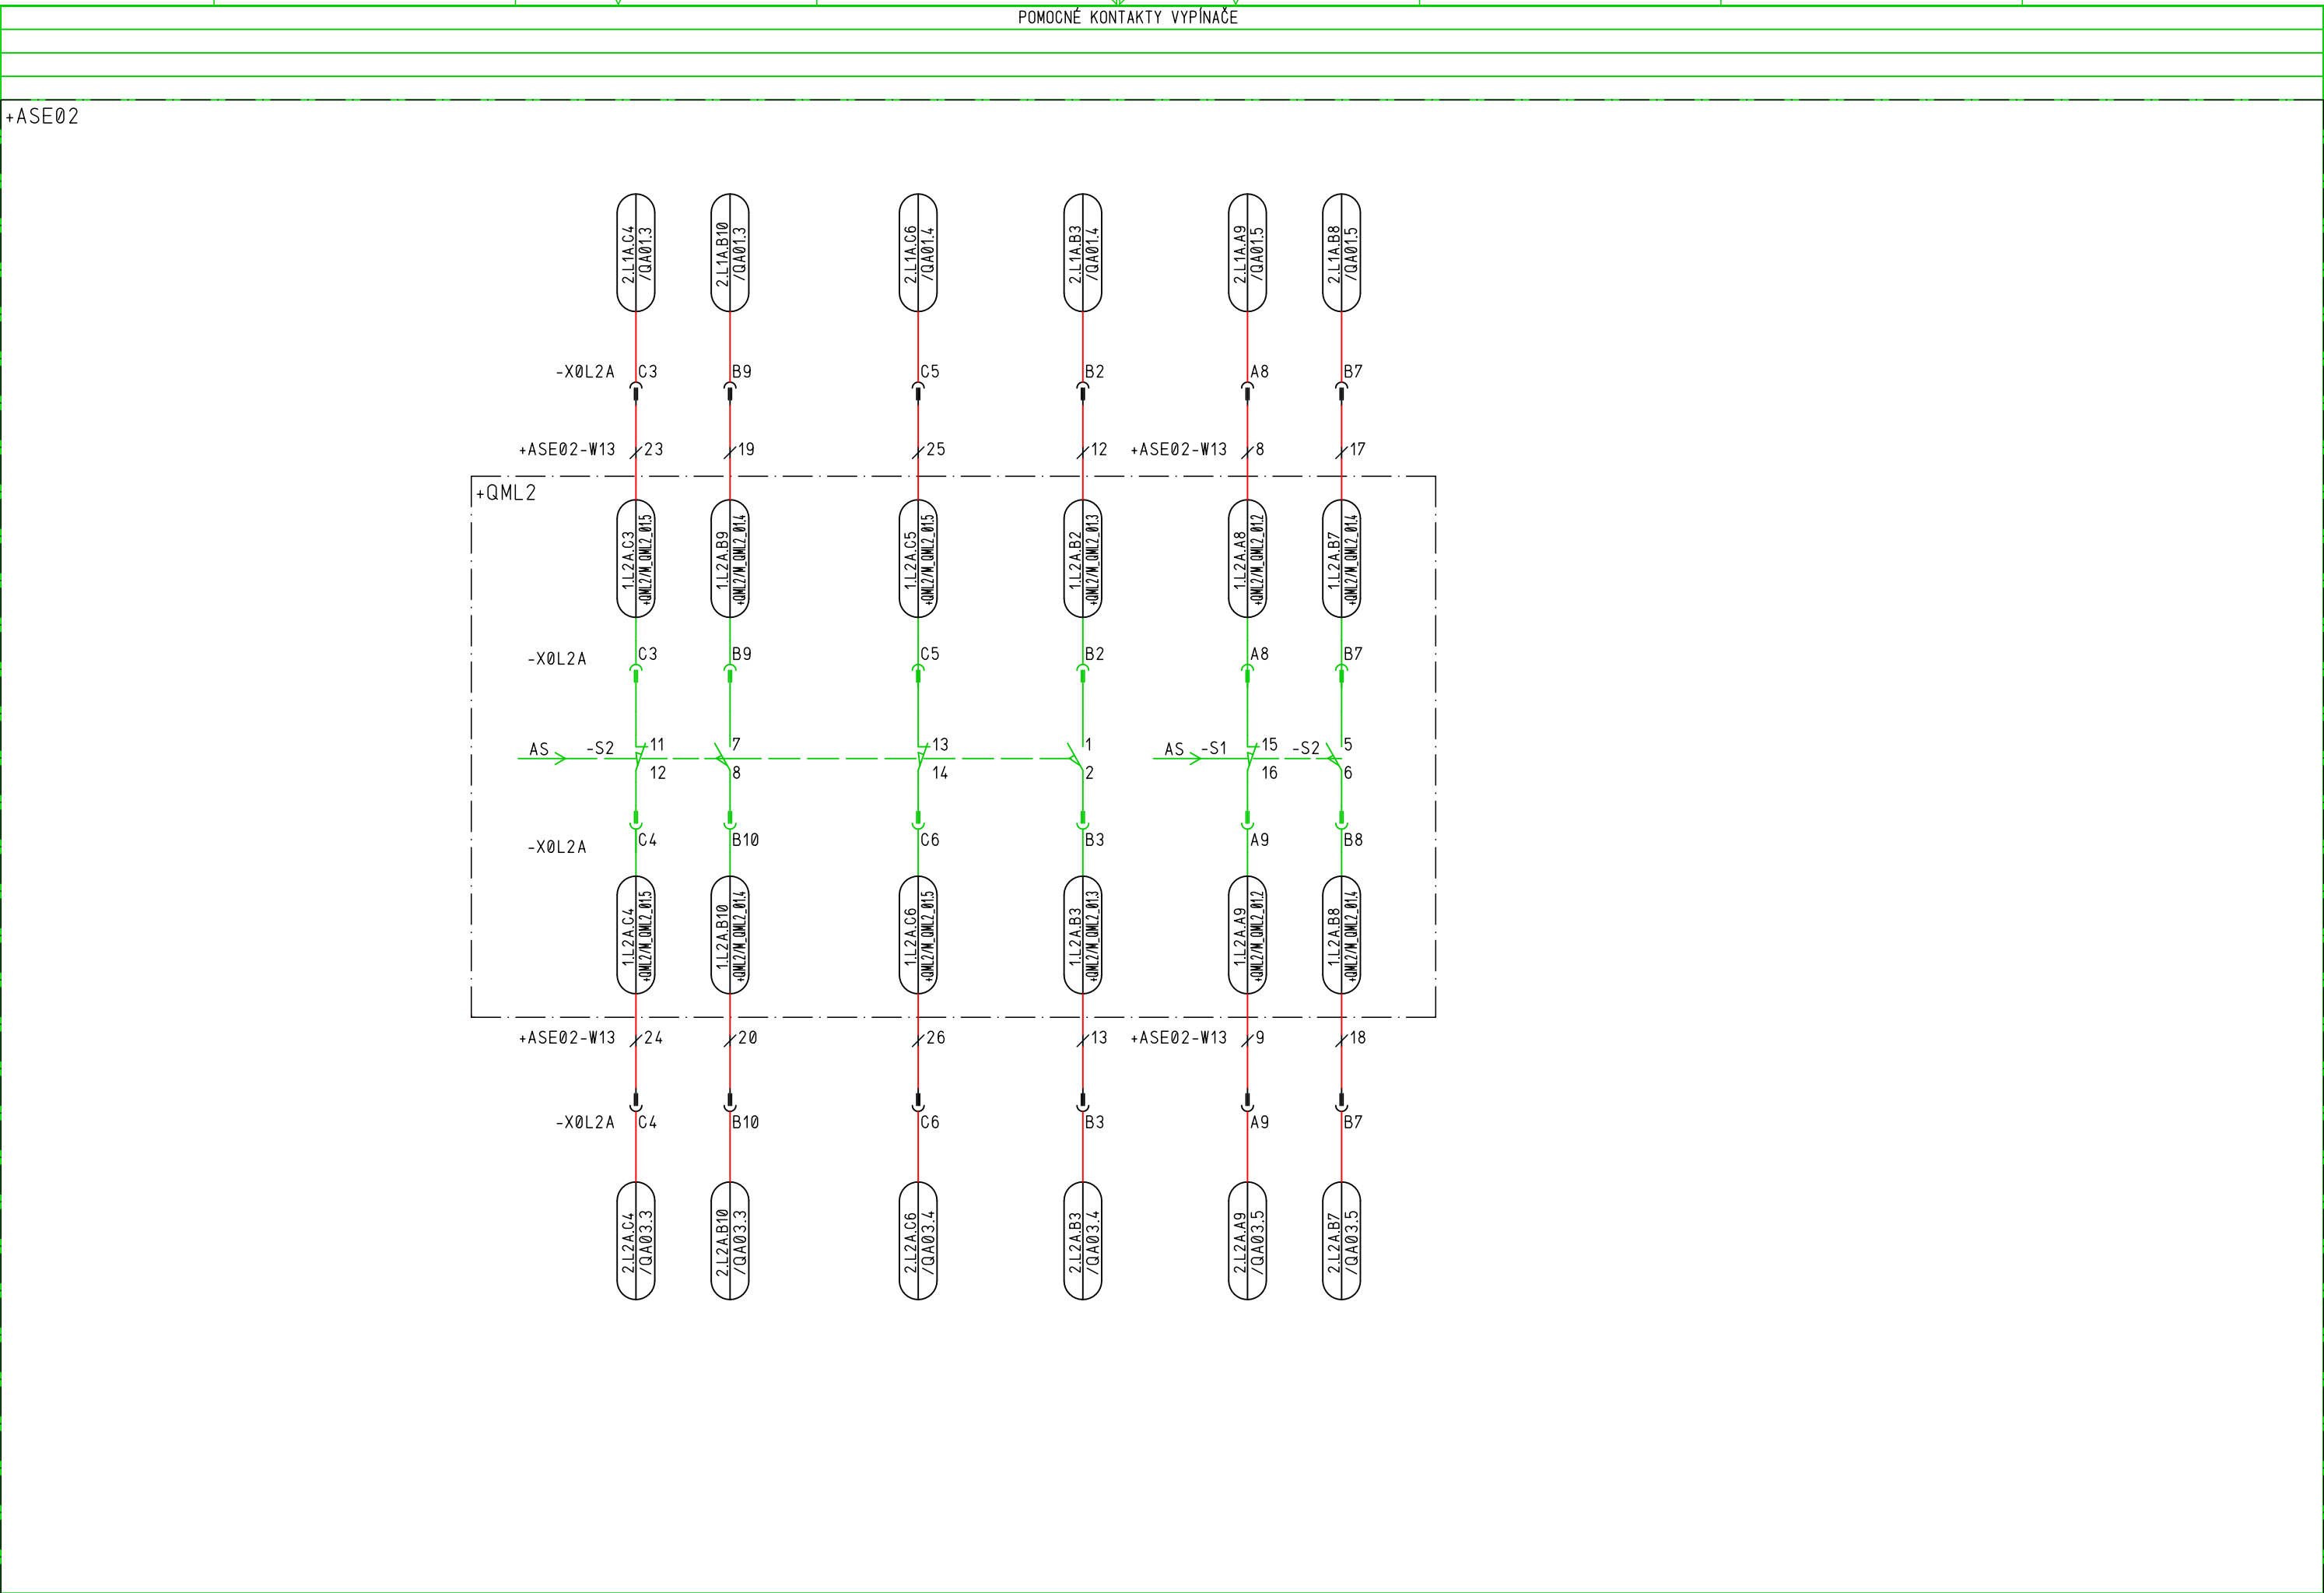 POMOCNÉ KONTAKTY VYPÍNAČE
+ASE02
2.L1A.C4
/QA01.3
2.L1A.B10
/QA01.3
2.L1A.C6
/QA01.4
2.L1A.B3
/QA01.4
2.L1A.A9
/QA01.5
2.L1A.B8
/QA01.5
-X0L2A C3 B9 C5 B2 A8 B7
+ASE02-W13 23 19 25 12 +ASE02-W13 8 17
+QML2
1.L2A.C3
+QML2/M_QML2_01.5
1.L2A.B9
+QML2/M_QML2_01.4
1.L2A.C5
+QML2/M_QML2_01.5
1.L2A.B2
+QML2/M_QML2_01.3
1.L2A.A8
+QML2/M_QML2_01.2
1.L2A.B7
+QML2/M_QML2_01.4
-X0L2A C3 B9 C5 B2 A8 B7
AS -S2 11 7 13 1 AS -S1 15 -S2 5
12 8 14 2 16 6
-X0L2A C4 B10 C6 B3 A9 B8
1.L2A.C4
+QML2/M_QML2_01.5
1.L2A.B10
+QML2/M_QML2_01.4
1.L2A.C6
+QML2/M_QML2_01.5
1.L2A.B3
+QML2/M_QML2_01.3
1.L2A.A9
+QML2/M_QML2_01.2
1.L2A.B8
+QML2/M_QML2_01.4
+ASE02-W13 24 20 26 13 +ASE02-W13 9 18
-X0L2A C4 B10 C6 B3 A9 B7
2.L2A.C4
/QA03.3
2.L2A.B10
/QA03.3
2.L2A.C6
/QA03.4
2.L2A.B3
/QA03.4
2.L2A.A9
/QA03.5
2.L2A.B7
/QA03.5